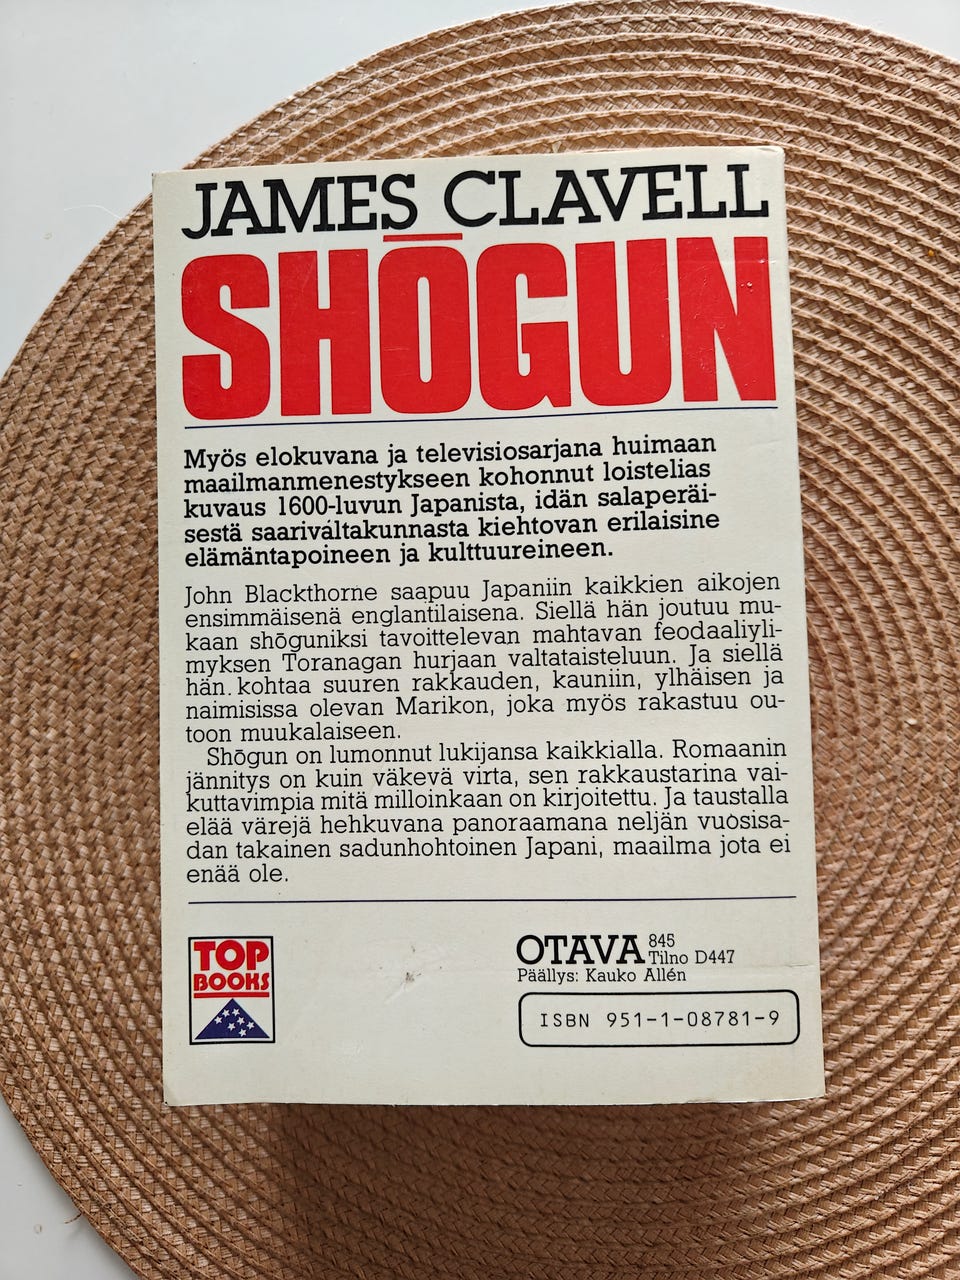 JAMES CLAVELL
SHŌGUN
Myös elokuvana ja televisiosarjana huimaan
maailmanmenestykseen kohonnut loistelias
kuvaus 1600-luvun Japanista, idän salaperäi-
sestä saarivaltakunnasta kiehtovan erilaisine
elämäntapoineen ja kulttuureineen.
John Blackthorne saapuu Japaniin kaikkien aikojen
ensimmäisenä englantilaisena. Siellä hän joutuu mu-
kaan shōguniksi tavoittelevan mahtavan feodaaliyli-
myksen Toranagan hurjaan valtataisteluun. Ja siellä
hän kohtaa suuren rakkauden, kauniin, ylhäisen ja
naimisissa olevan Marikon, joka myös rakastuu ou-
toon muukalaiseen.
Shōgun on lumonnut lukijansa kaikkialla. Romaanin
jännitys on kuin väkevä virta, sen rakkaustarina vai-
kuttavimpia mitä milloinkaan on kirjoitettu. Ja taustalla
elää värejä hehkuvana panoraamana neljän vuosisa-
dan takainen sadunhohtoinen Japani, maailma jota ei
enää ole.
TOP
BOOKS
OTAVA 845
Tilno D447
Päällys: Kauko Allén
ISBN 951-1-08781-9